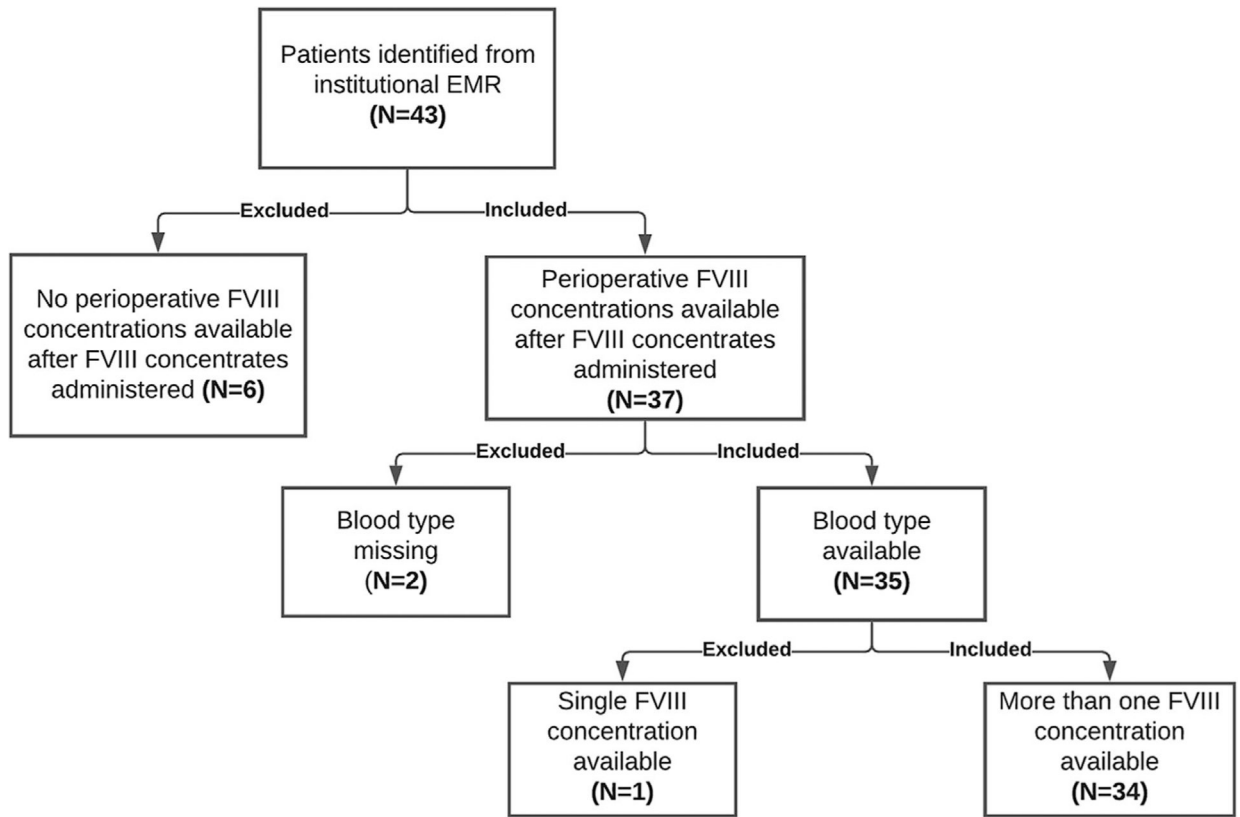 Patients identified from
institutional EMR
(N=43)
Excluded
Included
No perioperative FVIII
concentrations available
after FVIII concentrates
administered (N=6)
Perioperative FVIII
concentrations available
after FVIII concentrates
administered
(N=37)
Excluded
Included
Blood type
missing
(N=2)
Blood type
available
(N=35)
Excluded
Included
Single FVIII
concentration
available
(N=1)
More than one FVIII
concentration
available
(N=34)